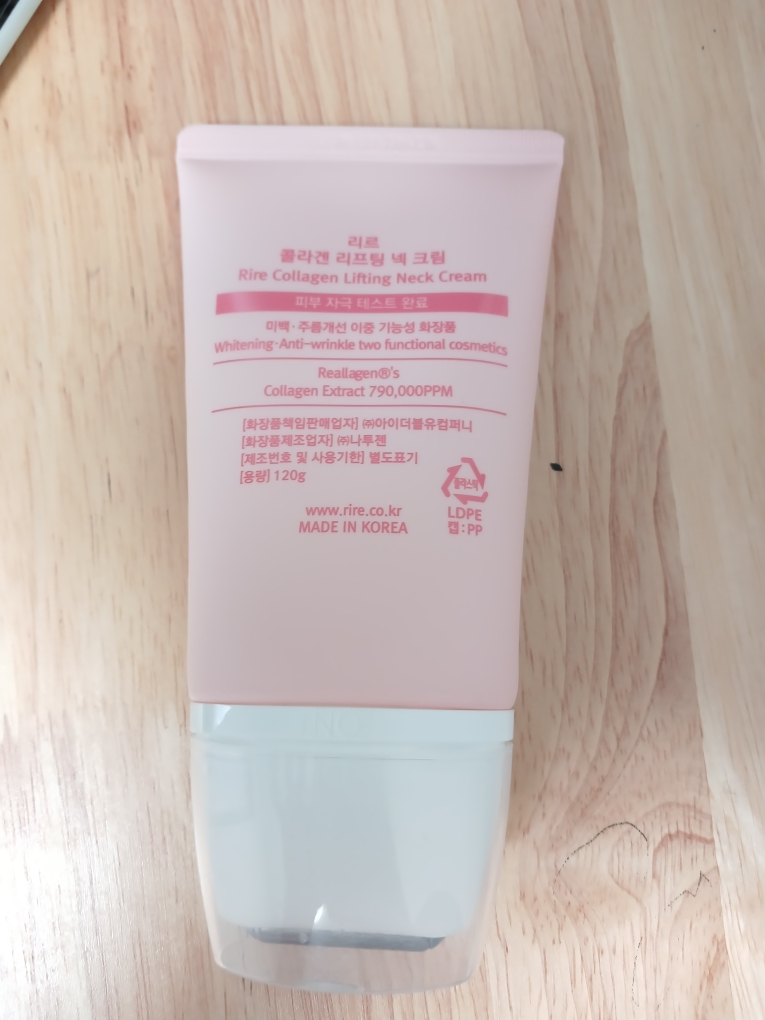 리르
콜라겐 리프팅 넥 크림
Rire Collagen Lifting Neck Cream
피부 자극 테스트 완료
미백·주름개선 이중 기능성 화장품
Whitening·Anti-wrinkle two functional cosmetics
Reallagen®'s
Collagen Extract 790,000PPM
[화장품책임판매업자] ㈜아이더블유컴퍼니
[화장품제조업자] ㈜나투젠
[제조번호 및 사용기한] 별도표기
[용량] 120g
플라스틱
LDPE
캡:PP
www.rire.co.kr
MADE IN KOREA